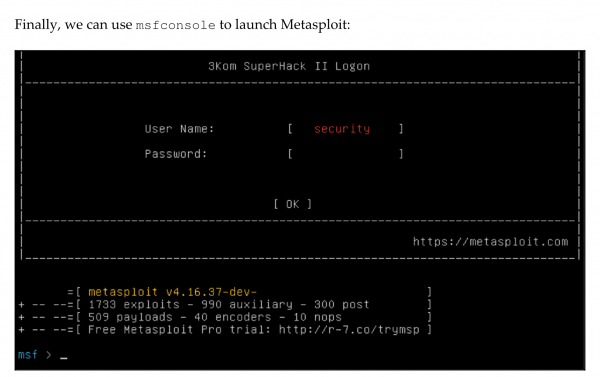 Finally, we can use msfconsole to launch Metasploit:
3Kom SuperHack II Logon
User Name: [ security ]
Password: [ ]
[ OK ]
https://metasploit.com
=[ metasploit v4.16.37-dev- ]
+ -- --=[ 1733 exploits - 990 auxiliary - 300 post ]
+ -- --=[ 509 payloads - 40 encoders - 10 nops ]
+ -- --=[ Free Metasploit Pro trial: http://r-7.co/trymsp ]
msf > _